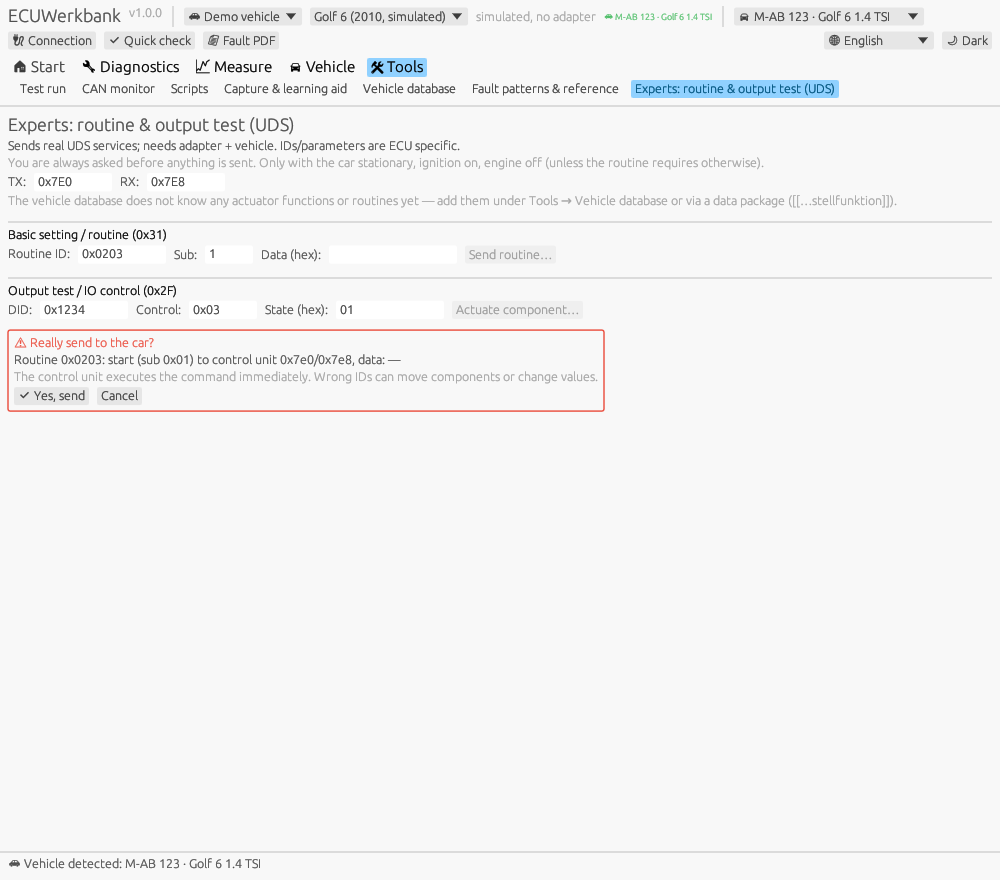 ECUWerkbank v1.0.0 Demo vehicle Golf 6 (2010, simulated) simulated, no adapter M-AB 123 · Golf 6 1.4 TSI M-AB 123 · Golf 6 1.4 TSI
Connection Quick check Fault PDF English Dark
Start Diagnostics Measure Vehicle Tools
Test run CAN monitor Scripts Capture & learning aid Vehicle database Fault patterns & reference Experts: routine & output test (UDS)
Experts: routine & output test (UDS)
Sends real UDS services; needs adapter + vehicle. IDs/parameters are ECU specific.
You are always asked before anything is sent. Only with the car stationary, ignition on, engine off (unless the routine requires otherwise).
TX: 0x7E0 RX: 0x7E8
The vehicle database does not know any actuator functions or routines yet — add them under Tools → Vehicle database or via a data package ([[…stellfunktion]]).
Basic setting / routine (0x31)
Routine ID: 0x0203 Sub: 1 Data (hex): Send routine…
Output test / IO control (0x2F)
DID: 0x1234 Control: 0x03 State (hex): 01 Actuate component…
⚠ Really send to the car?
Routine 0x0203: start (sub 0x01) to control unit 0x7e0/0x7e8, data: —
The control unit executes the command immediately. Wrong IDs can move components or change values.
✓ Yes, send Cancel
Vehicle detected: M-AB 123 · Golf 6 1.4 TSI